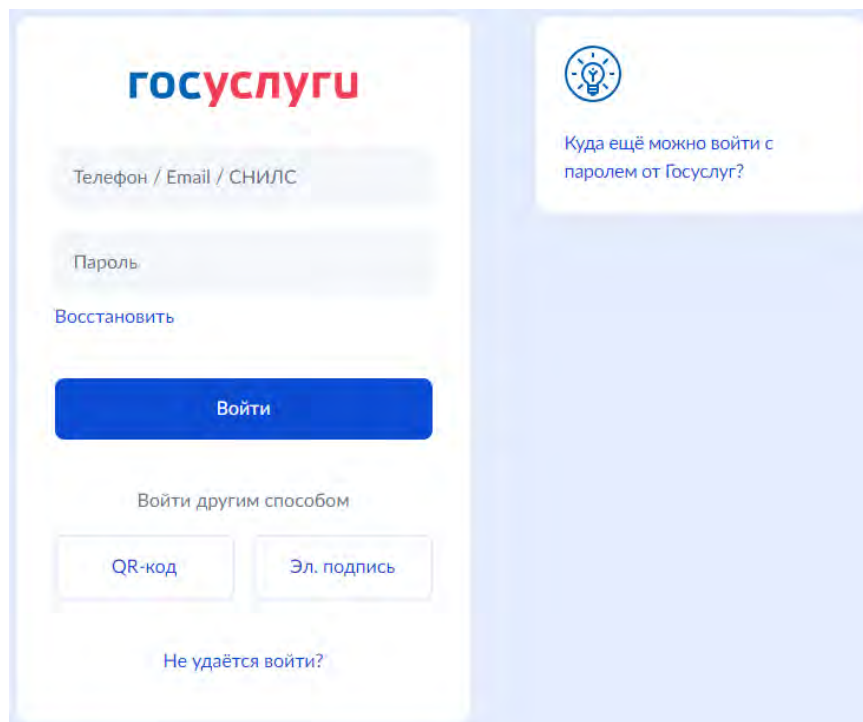 госуслуги
Телефон / Email / СНИЛС
Пароль
Восстановить
Войти
Войти другим способом
QR-код
Эл. подпись
Не удаётся войти?
Куда ещё можно войти с
паролем от Госуслуг?